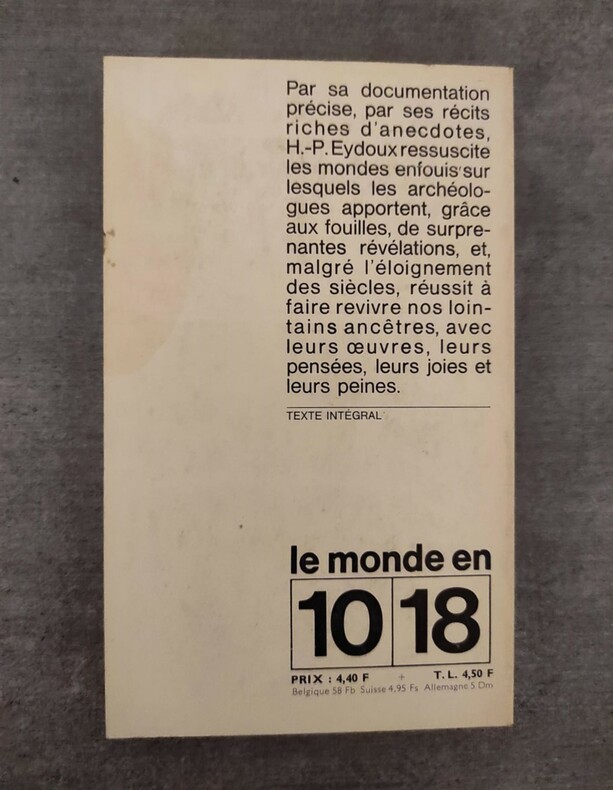 Par sa documentation
précise, par ses récits
riches d'anecdotes,
H.-P. Eydoux ressuscite
les mondes enfouis sur
lesquels les archéolo-
gues apportent, grâce
aux fouilles, de surpre-
nantes révélations, et,
malgré l'éloignement
des siècles, réussit à
faire revivre nos loin-
tains ancêtres, avec
leurs œuvres, leurs
pensées, leurs joies et
leurs peines.
TEXTE INTÉGRAL
le monde en
10 18
PRIX : 4,40 F + T. L. 4,50 F
Belgique 58 Fb Suisse 4,95 Fs Allemagne 5 Dm